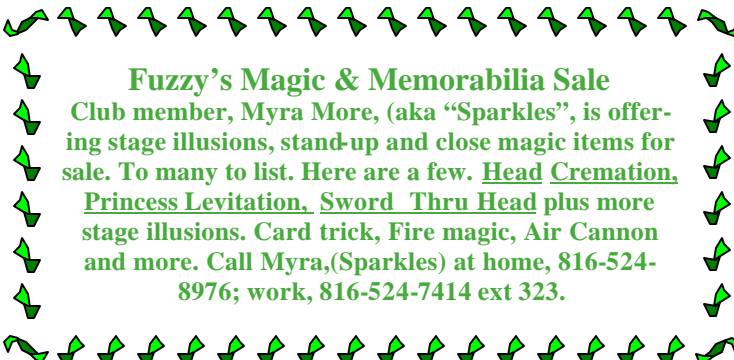 Fuzzy’s Magic & Memorabilia Sale
Club member, Myra More, (aka “Sparkles”, is offer-
ing stage illusions, stand-up and close magic items for
sale. To many to list. Here are a few. Head Cremation,
Princess Levitation, Sword Thru Head plus more
stage illusions. Card trick, Fire magic, Air Cannon
and more. Call Myra,(Sparkles) at home, 816-524-
8976; work, 816-524-7414 ext 323.